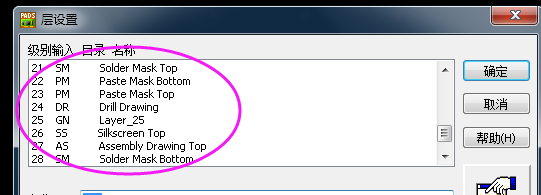 PADS 层设置
级别输入 目录 名称
21 SM Solder Mask Top
22 PM Paste Mask Bottom
23 PM Paste Mask Top
24 DR Drill Drawing
25 GN Layer_25
26 SS Silkscreen Top
27 AS Assembly Drawing Top
28 SM Solder Mask Bottom
确定
取消
帮助(H)